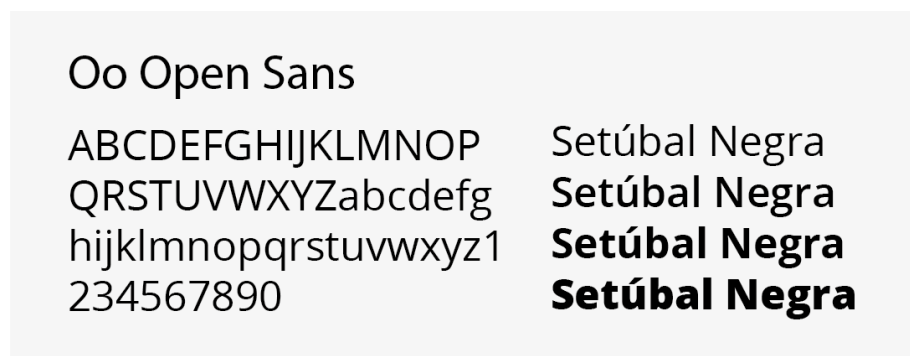 Oo Open Sans
ABCDEFGHIJKLMNOP
QRSTUVWXYZabcdefg
hijklmnopqrstuvwxyz1
234567890
Setúbal Negra
Setúbal Negra
Setúbal Negra
Setúbal Negra